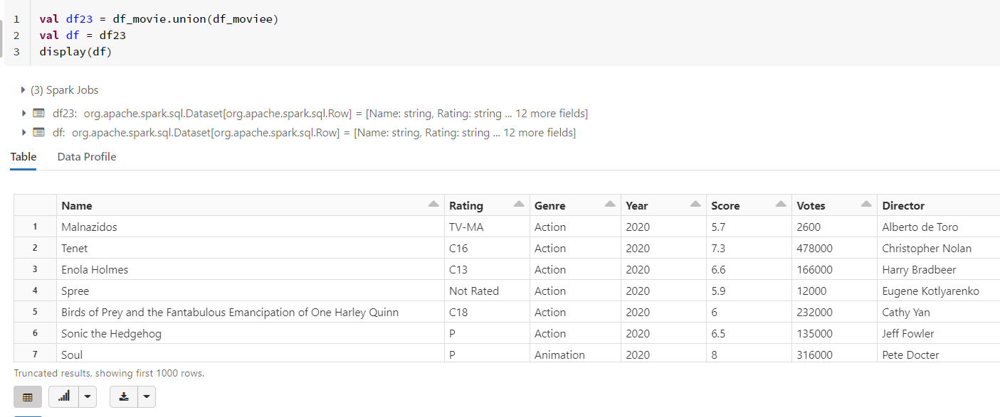 1 val df23 = df_movie.union(df_moviee)
2 val df = df23
3 display(df)
(3) Spark Jobs
df23: org.apache.spark.sql.Dataset[org.apache.spark.sql.Row] = [Name: string, Rating: string ... 12 more fields]
df: org.apache.spark.sql.Dataset[org.apache.spark.sql.Row] = [Name: string, Rating: string ... 12 more fields]
Table Data Profile
Name Rating Genre Year Score Votes Director
1 Malnazidos TV-MA Action 2020 5.7 2600 Alberto de Toro
2 Tenet C16 Action 2020 7.3 478000 Christopher Nolan
3 Enola Holmes C13 Action 2020 6.6 166000 Harry Bradbeer
4 Spree Not Rated Action 2020 5.9 12000 Eugene Kotlyarenko
5 Birds of Prey and the Fantabulous Emancipation of One Harley Quinn C18 Action 2020 6 232000 Cathy Yan
6 Sonic the Hedgehog P Action 2020 6.5 135000 Jeff Fowler
7 Soul P Animation 2020 8 316000 Pete Docter
Truncated results, showing first 1000 rows.